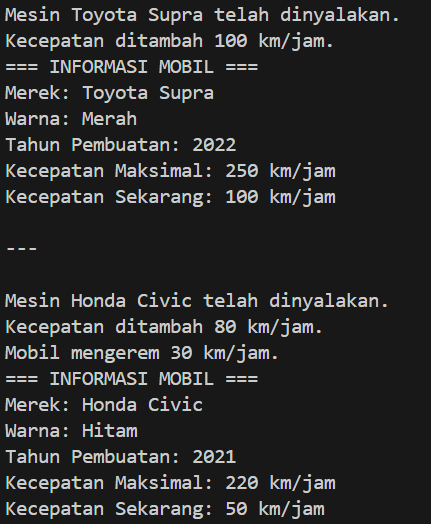 Mesin Toyota Supra telah dinyalakan.
Kecepatan ditambah 100 km/jam.
=== INFORMASI MOBIL ===
Merek: Toyota Supra
Warna: Merah
Tahun Pembuatan: 2022
Kecepatan Maksimal: 250 km/jam
Kecepatan Sekarang: 100 km/jam
---
Mesin Honda Civic telah dinyalakan.
Kecepatan ditambah 80 km/jam.
Mobil mengerem 30 km/jam.
=== INFORMASI MOBIL ===
Merek: Honda Civic
Warna: Hitam
Tahun Pembuatan: 2021
Kecepatan Maksimal: 220 km/jam
Kecepatan Sekarang: 50 km/jam